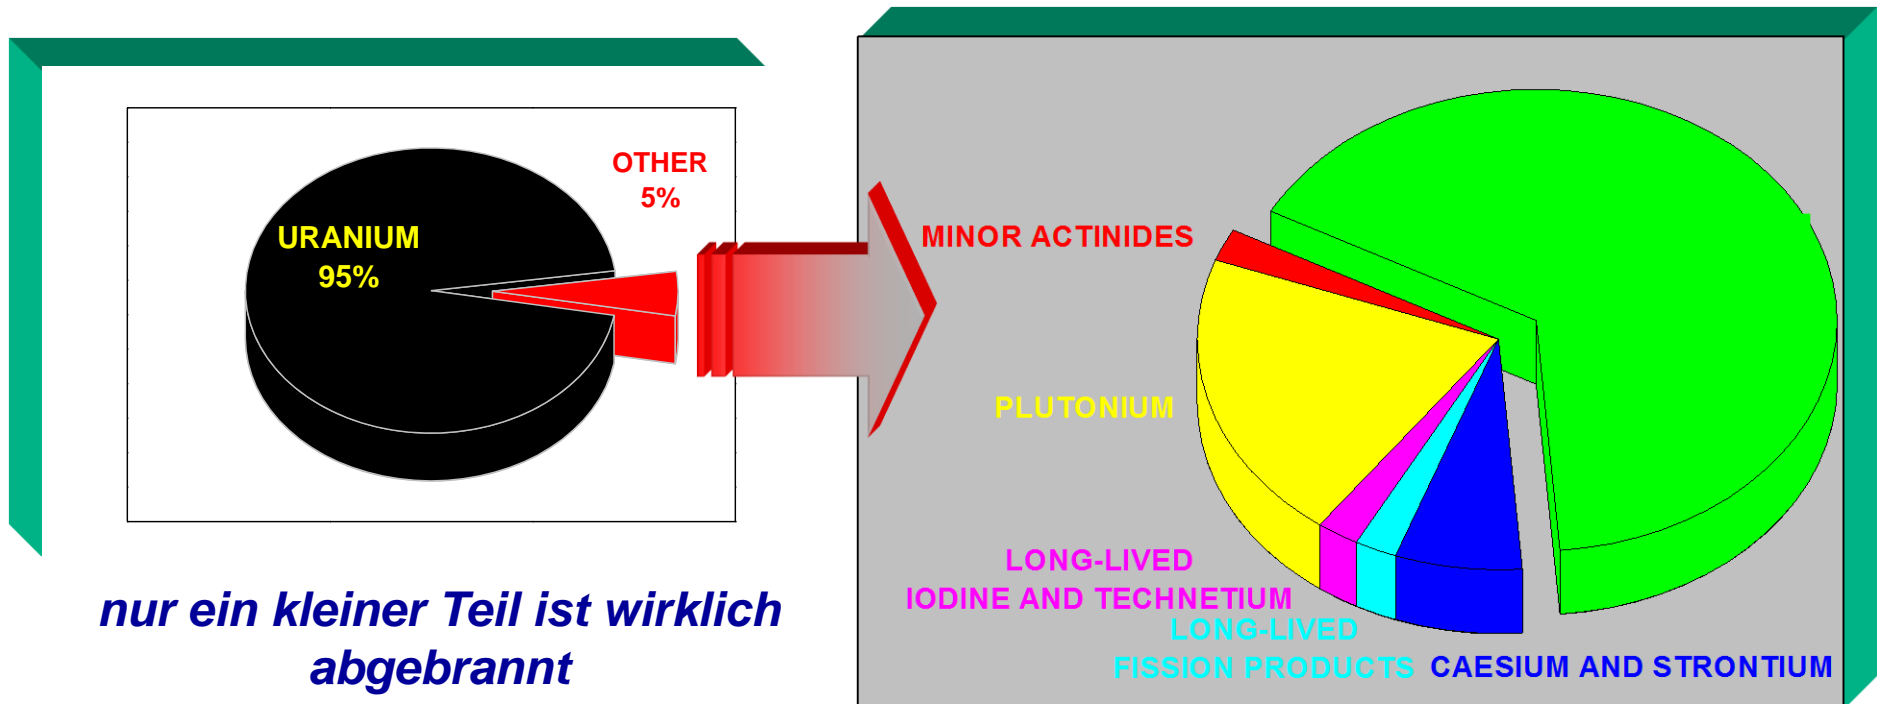 OTHER
5%
URANIUM
95%
nur ein kleiner Teil ist wirklich
abgebrannt
MINOR ACTINIDES
PLUTONIUM
LONG-LIVED
IODINE AND TECHNETIUM
LONG-LIVED
FISSION PRODUCTS
CAESIUM AND STRONTIUM